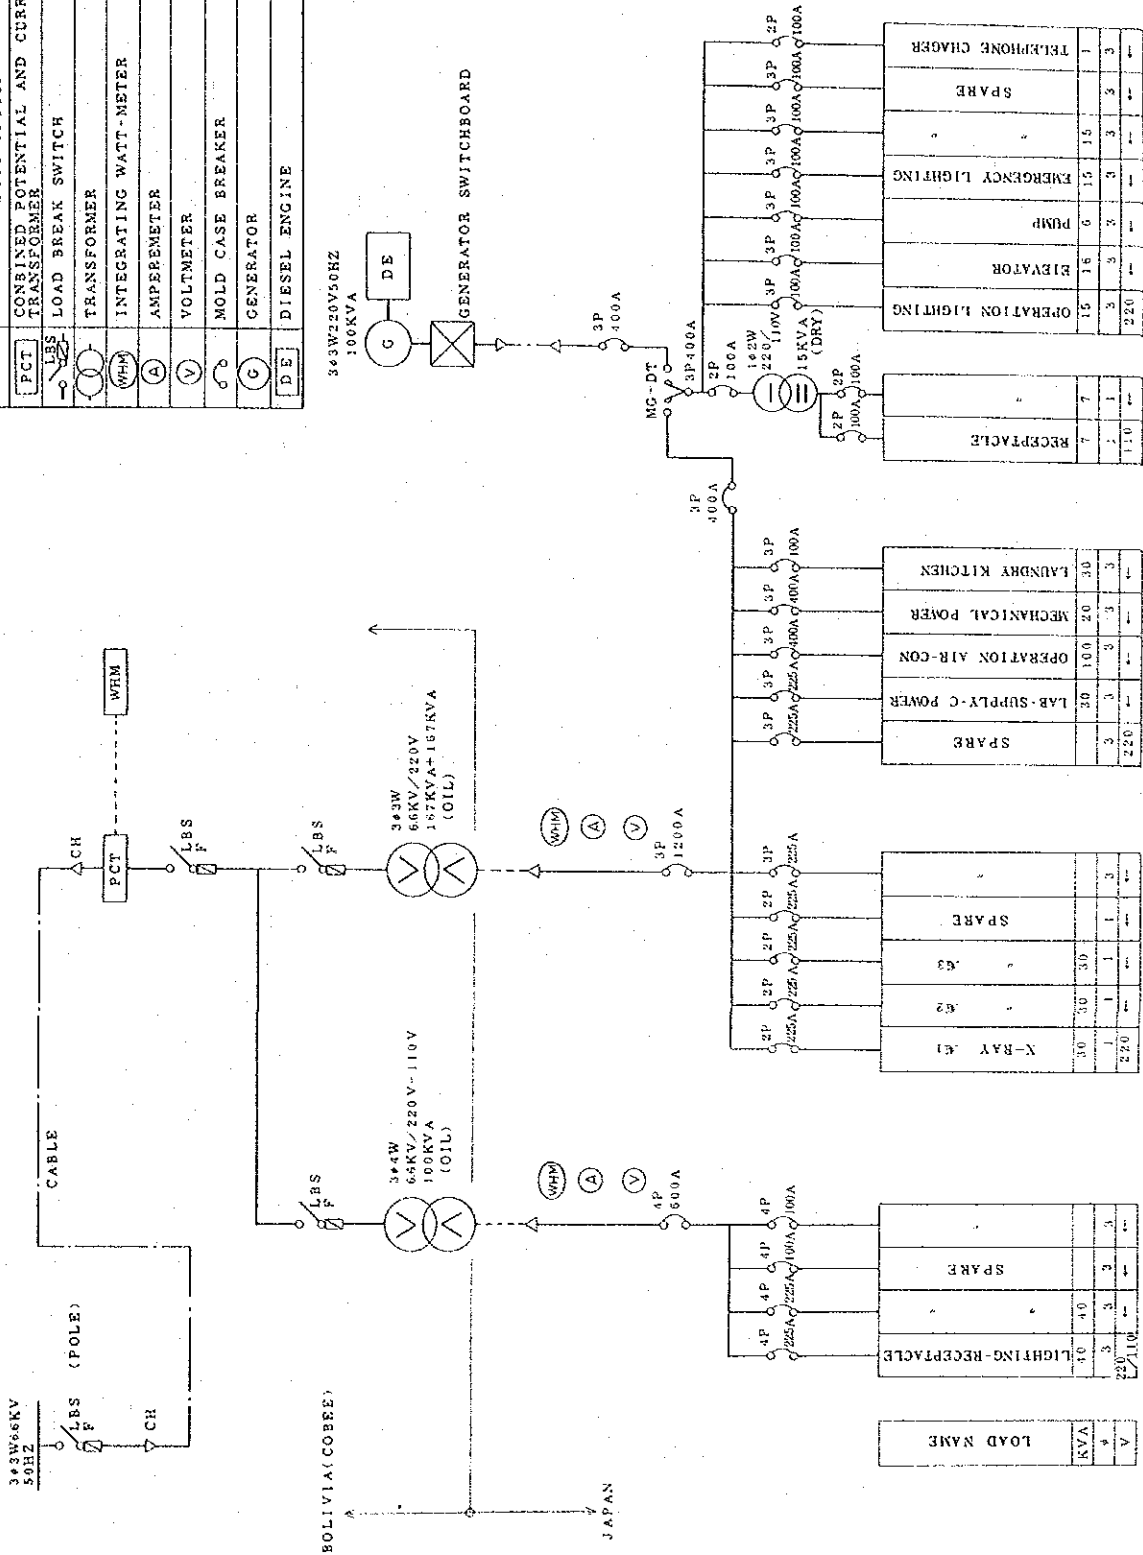 COMBINED POTENTIAL AND CURR
PCT
TRANSFORMER
LBS
LOAD BREAK SWITCH
TRANSFORMER
WHM
INTEGRATING WATT-METER
A
AMPEREMETER
V
VOLTMETER
MOLD CASE BREAKER
G
GENERATOR
DE
DIESEL ENGINE
3φ3W6.6KV
50HZ
LBS
F
(POLE)
CH
CABLE
CH
PCT
WHM
LBS
F
LBS
F
LBS
F
3φ3W
6.6KV/220V
167KVA+167KVA
(OIL)
3φ4W
6.6KV/220V-110V
100KVA
(OIL)
BOLIVIA(COBEE)
JAPAN
3φ3W220V50HZ
100KVA
G
DE
GENERATOR SWITCHBOARD
3P
400A
MG-DT
3P400A
2P
100A
1φ2W
220/
110V
15KVA
(DRY)
2P
100A
2P
100A
3P
400A
WHM
A
V
3P
1200A
WHM
A
V
4P
600A
4P
225A
4P
225A
4P
100A
4P
100A
2P
225A
2P
225A
2P
225A
2P
225A
3P
225A
3P
225A
3P
225A
3P
400A
3P
400A
3P
100A
3P
100A
3P
100A
3P
100A
3P
100A
3P
100A
3P
100A
2P
100A
LOAD NAME
KVA
φ
V
LIGHTING-RECEPTACLE 40 3 220/110
〃 〃 40 3 ←
SPARE 3 ←
〃 3 ←
X-RAY №1 30 1 220
〃 №2 30 1 ←
〃 №3 30 1 ←
SPARE 1 ←
〃 3 ←
SPARE 3 220
LAB-SUPPLY-C POWER 30 3 ←
OPERATION AIR-CON 100 3 ←
MECHANICAL POWER 20 3 ←
LAUNDRY KITCHEN 30 3 ←
RECEPTACLE 7 1 110
〃 7 1 ←
OPERATION LIGHTING 15 3 220
ElEVATOR 16 3 ←
PUMP 6 3 ←
EMERGENCY LIGHTING 15 3 ←
〃 〃 15 3 ←
SPARE 3 ←
TELEPHONE CHAGER 1 3 ←